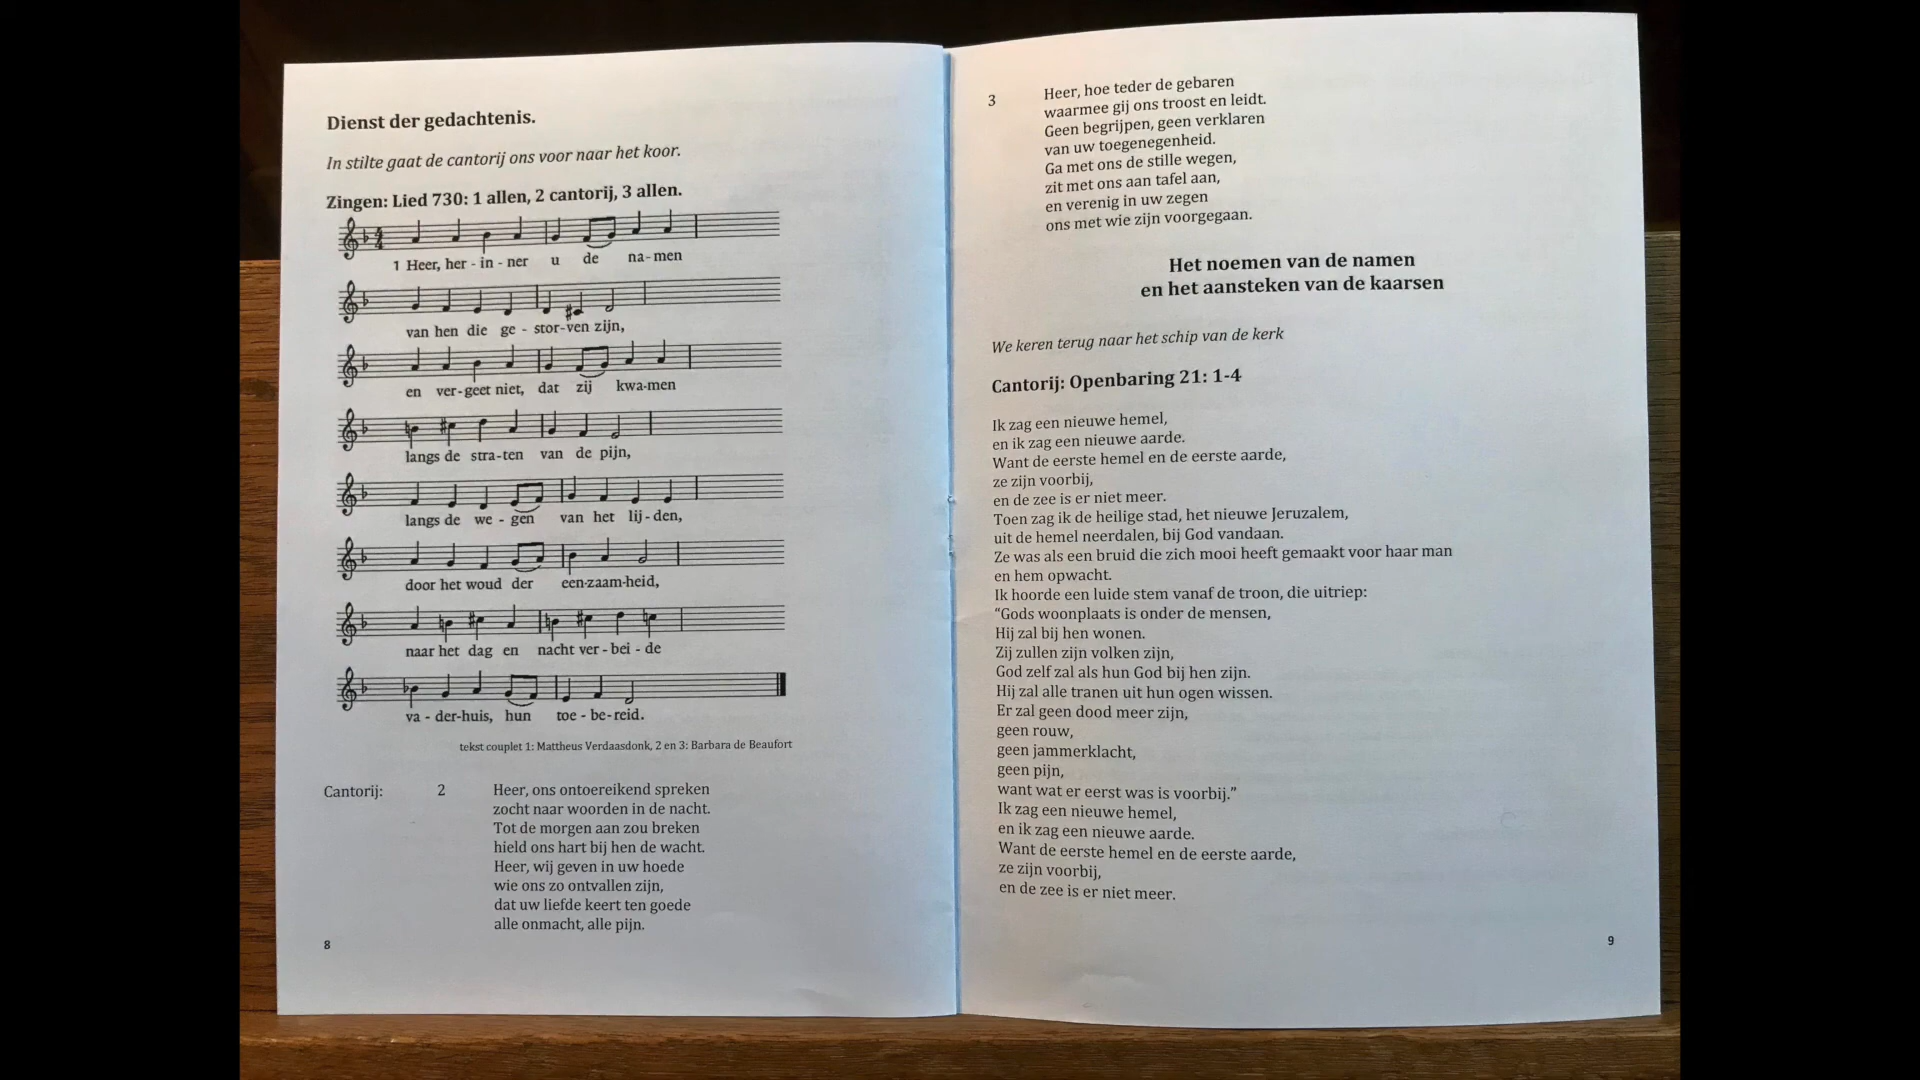 Dienst der gedachtenis.
In stilte gaat de cantorij ons voor naar het koor.
Zingen: Lied 730: 1 allen, 2 cantorij, 3 allen.
1 Heer, her - in - ner u de na - men
van hen die ge - stor - ven zijn,
en ver - geet niet, dat zij kwa - men
langs de stra - ten van de pijn,
langs de we - gen van het lij - den,
door het woud der een - zaam - heid,
naar het dag en nacht ver - bei - de
va - der - huis, hun toe - be - reid.
tekst couplet 1: Mattheus Verdaasdonk, 2 en 3: Barbara de Beaufort
Cantorij: 2 Heer, ons ontoereikend spreken
zocht naar woorden in de nacht.
Tot de morgen aan zou breken
hield ons hart bij hen de wacht.
Heer, wij geven in uw hoede
wie ons zo ontvallen zijn,
dat uw liefde keert ten goede
alle onmacht, alle pijn.
8
3 Heer, hoe teder de gebaren
waarmee gij ons troost en leidt.
Geen begrijpen, geen verklaren
van uw toegenegenheid.
Ga met ons de stille wegen,
zit met ons aan tafel aan,
en verenig in uw zegen
ons met wie zijn voorgegaan.
Het noemen van de namen
en het aansteken van de kaarsen
We keren terug naar het schip van de kerk
Cantorij: Openbaring 21: 1-4
Ik zag een nieuwe hemel,
en ik zag een nieuwe aarde.
Want de eerste hemel en de eerste aarde,
ze zijn voorbij,
en de zee is er niet meer.
Toen zag ik de heilige stad, het nieuwe Jeruzalem,
uit de hemel neerdalen, bij God vandaan.
Ze was als een bruid die zich mooi heeft gemaakt voor haar man
en hem opwacht.
Ik hoorde een luide stem vanaf de troon, die uitriep:
“Gods woonplaats is onder de mensen,
Hij zal bij hen wonen.
Zij zullen zijn volken zijn,
God zelf zal als hun God bij hen zijn.
Hij zal alle tranen uit hun ogen wissen.
Er zal geen dood meer zijn,
geen rouw,
geen jammerklacht,
geen pijn,
want wat er eerst was is voorbij.”
Ik zag een nieuwe hemel,
en ik zag een nieuwe aarde.
Want de eerste hemel en de eerste aarde,
ze zijn voorbij,
en de zee is er niet meer.
9